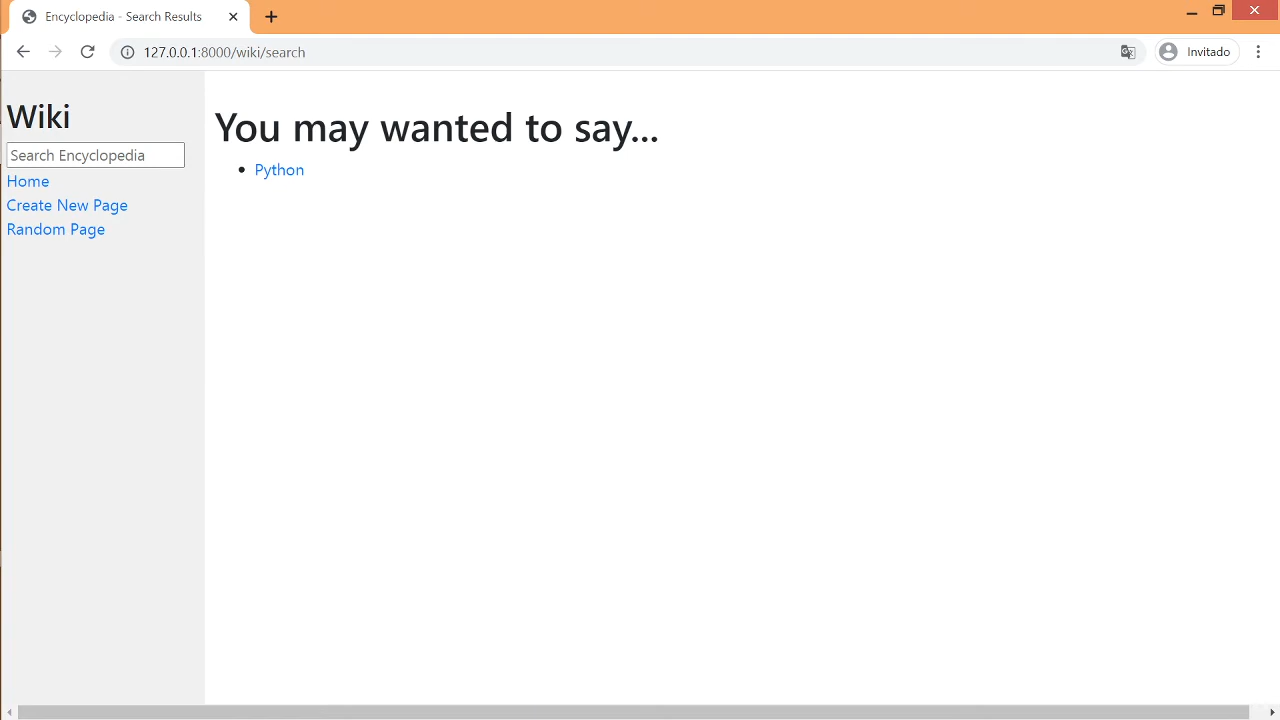 Encyclopedia - Search Results
127.0.0.1:8000/wiki/search
Invitado
Wiki
Search Encyclopedia
Home
Create New Page
Random Page
You may wanted to say...
Python